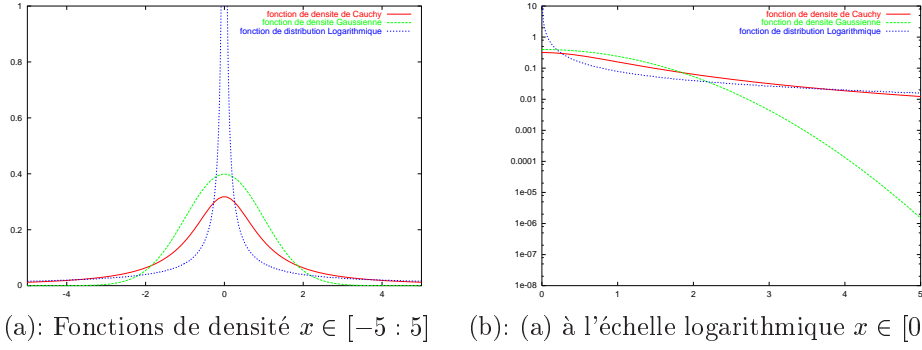 fonction de densite de Cauchy
fonction de densité Gaussienne
fonction de distribution Logarithmique
1
0.8
0.6
0.4
0.2
0
-4
-2
0
2
4
fonction de densite de Cauchy
fonction de densité Gaussienne
fonction de distribution Logarithmique
10
1
0.1
0.01
0.001
0.0001
1e-05
1e-06
1e-07
1e-08
0
1
2
3
4
5
(a): Fonctions de densité x ∈ [−5 : 5]
(b): (a) à l'échelle logarithmique x ∈ [0